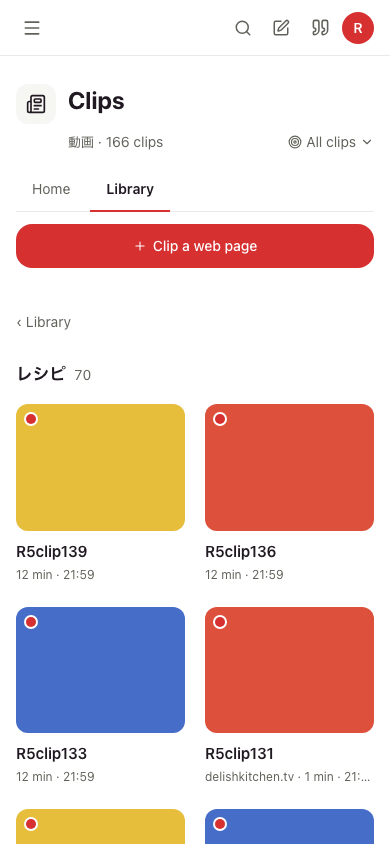 R
Clips
動画 · 166 clips
All clips
Home
Library
+ Clip a web page
‹ Library
レシピ 70
R5clip139
12 min · 21:59
R5clip136
12 min · 21:59
R5clip133
12 min · 21:59
R5clip131
delishkitchen.tv · 1 min · 21:...